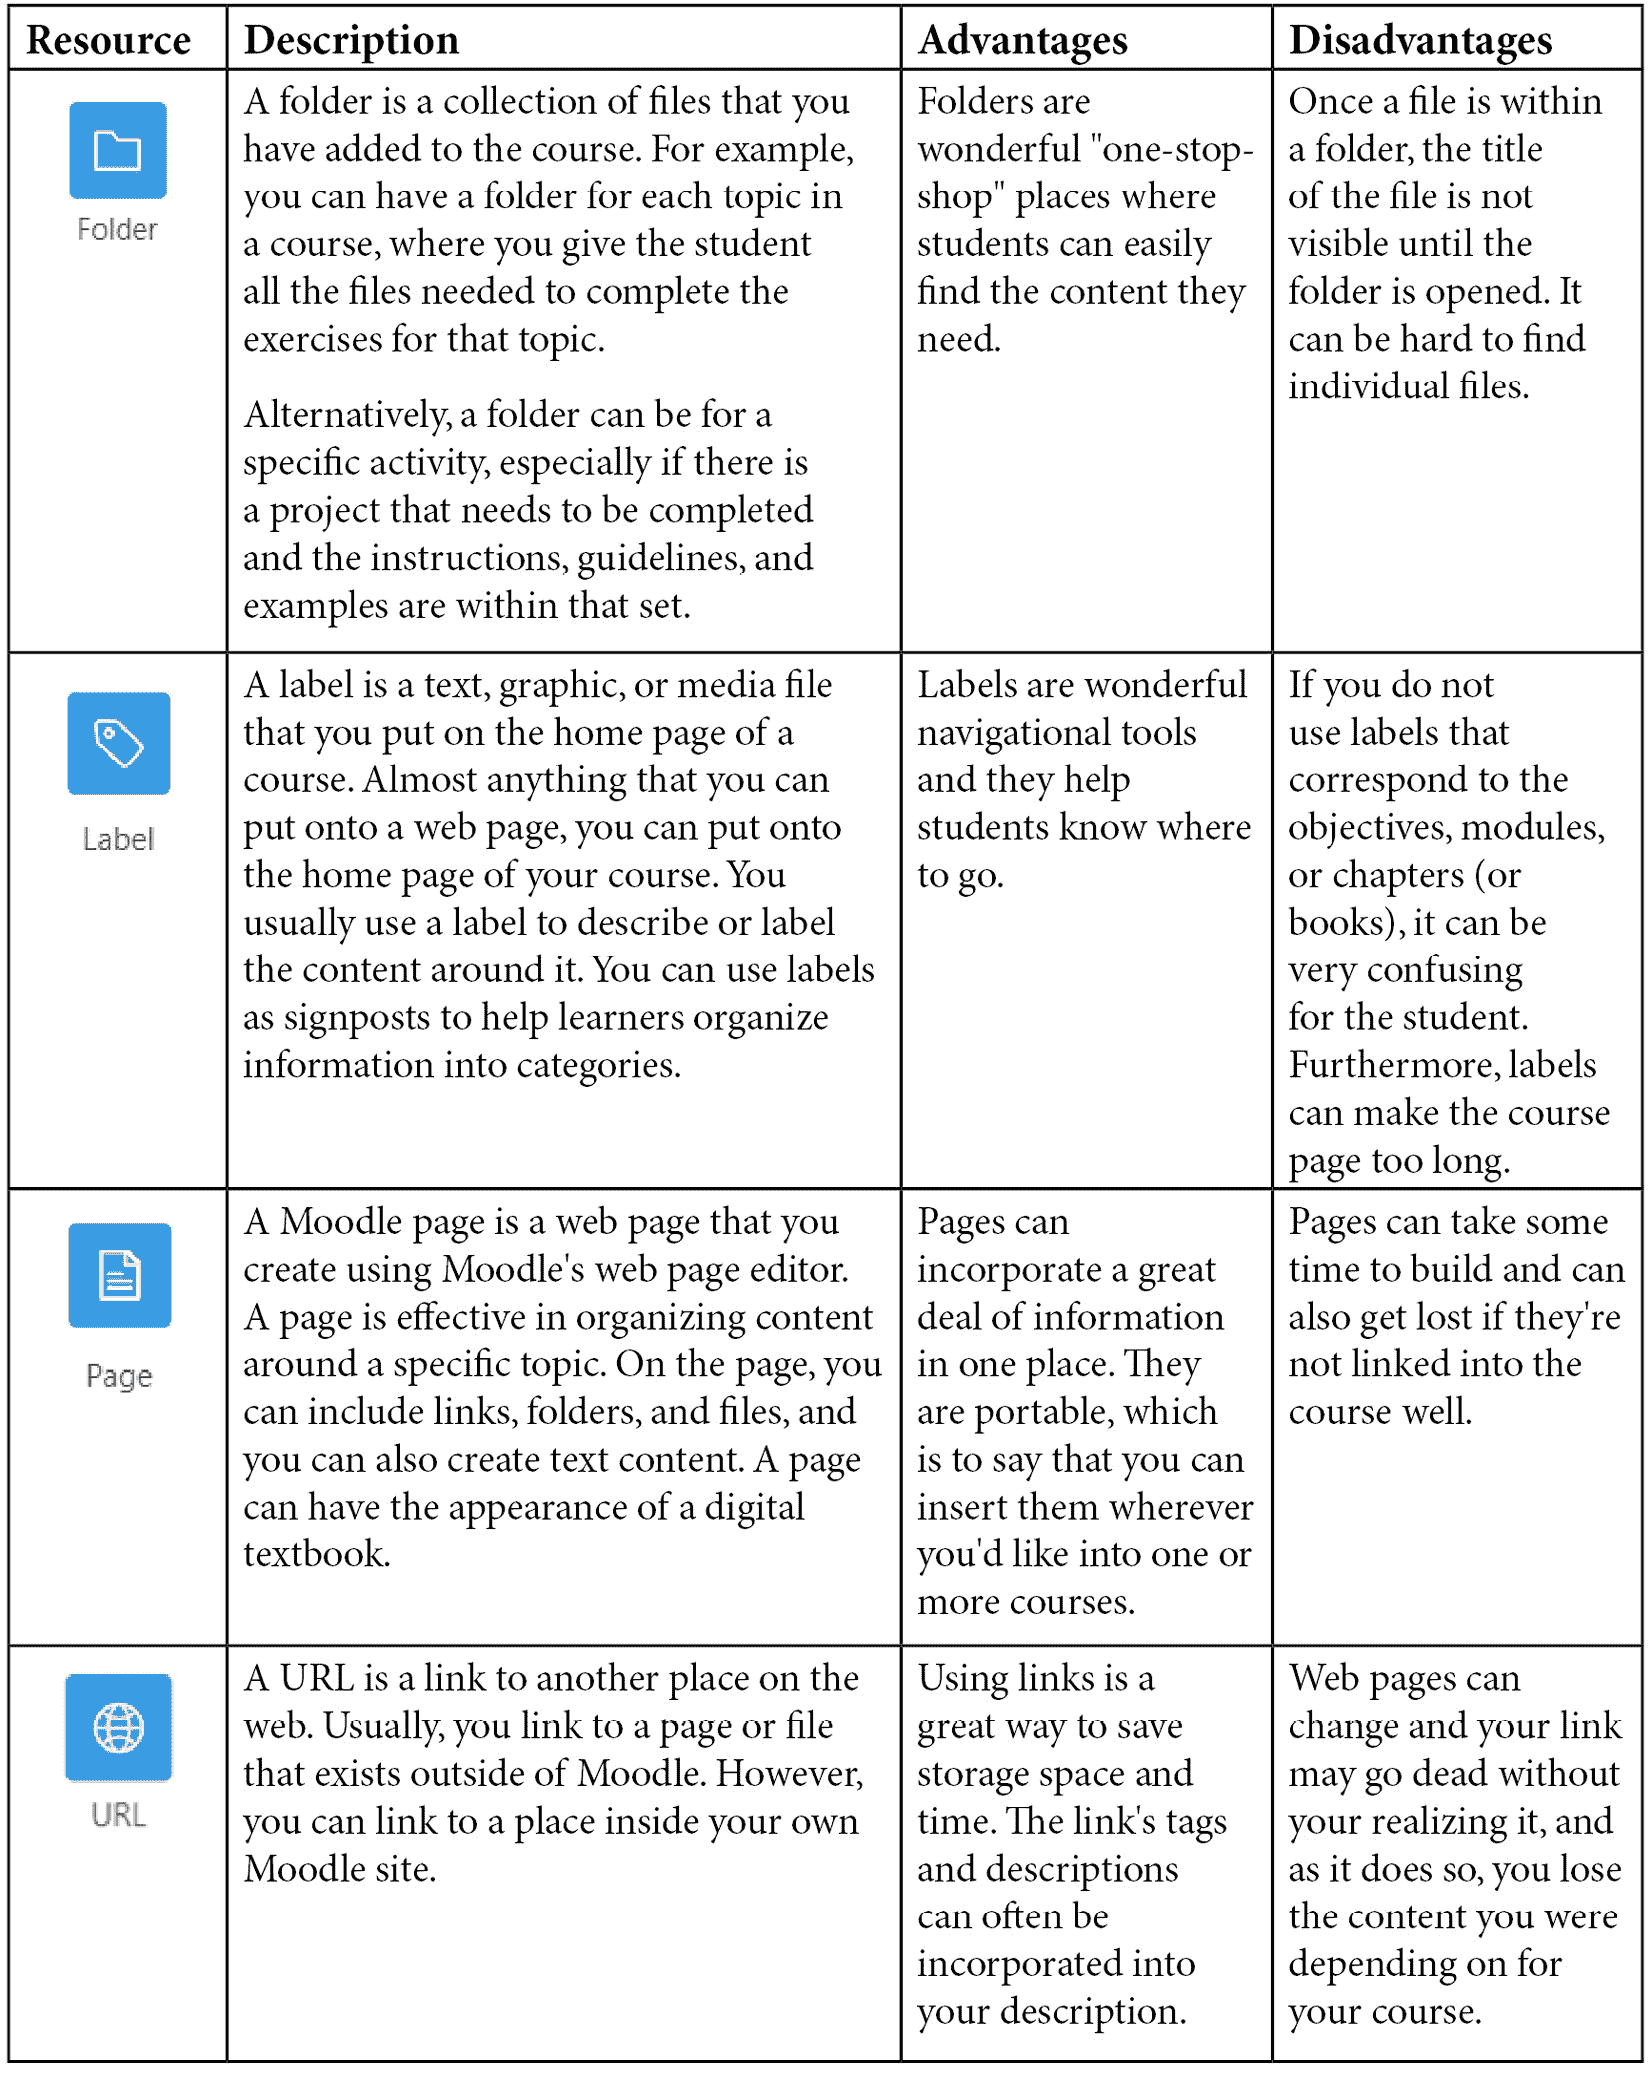 Resource
Description
Advantages
Disadvantages
Folder
A folder is a collection of files that you
have added to the course. For example,
you can have a folder for each topic in
a course, where you give the student
all the files needed to complete the
exercises for that topic.
Alternatively, a folder can be for a
specific activity, especially if there is
a project that needs to be completed
and the instructions, guidelines, and
examples are within that set.
Folders are
wonderful "one-stop-
shop" places where
students can easily
find the content they
need.
Once a file is within
a folder, the title
of the file is not
visible until the
folder is opened. It
can be hard to find
individual files.
Label
A label is a text, graphic, or media file
that you put on the home page of a
course. Almost anything that you can
put onto a web page, you can put onto
the home page of your course. You
usually use a label to describe or label
the content around it. You can use labels
as signposts to help learners organize
information into categories.
Labels are wonderful
navigational tools
and they help
students know where
to go.
If you do not
use labels that
correspond to the
objectives, modules,
or chapters (or
books), it can be
very confusing
for the student.
Furthermore, labels
can make the course
page too long.
Page
A Moodle page is a web page that you
create using Moodle's web page editor.
A page is effective in organizing content
around a specific topic. On the page, you
can include links, folders, and files, and
you can also create text content. A page
can have the appearance of a digital
textbook.
Pages can
incorporate a great
deal of information
in one place. They
are portable, which
is to say that you can
insert them wherever
you'd like into one or
more courses.
Pages can take some
time to build and can
also get lost if they're
not linked into the
course well.
URL
A URL is a link to another place on the
web. Usually, you link to a page or file
that exists outside of Moodle. However,
you can link to a place inside your own
Moodle site.
Using links is a
great way to save
storage space and
time. The link's tags
and descriptions
can often be
incorporated into
your description.
Web pages can
change and your link
may go dead without
your realizing it, and
as it does so, you lose
the content you were
depending on for
your course.